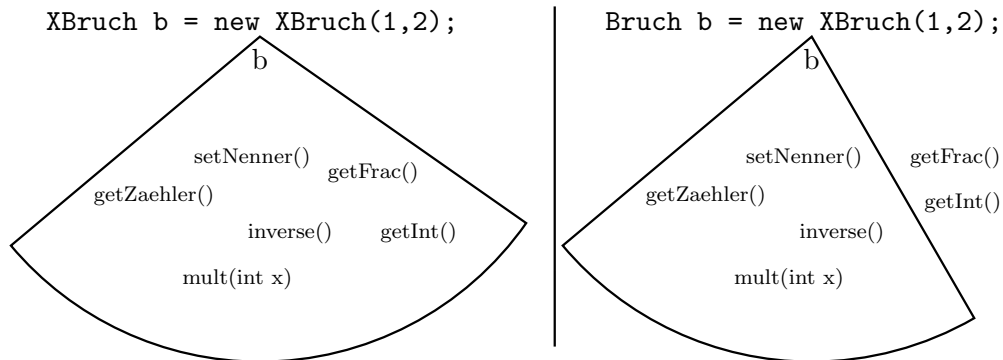 XBruch b = new XBruch(1,2);
b
setNenner()
getFrac()
getZaehler()
inverse()
getInt()
mult(int x)
Bruch b = new XBruch(1,2);
b
setNenner()
getFrac()
getZaehler()
getInt()
inverse()
mult(int x)